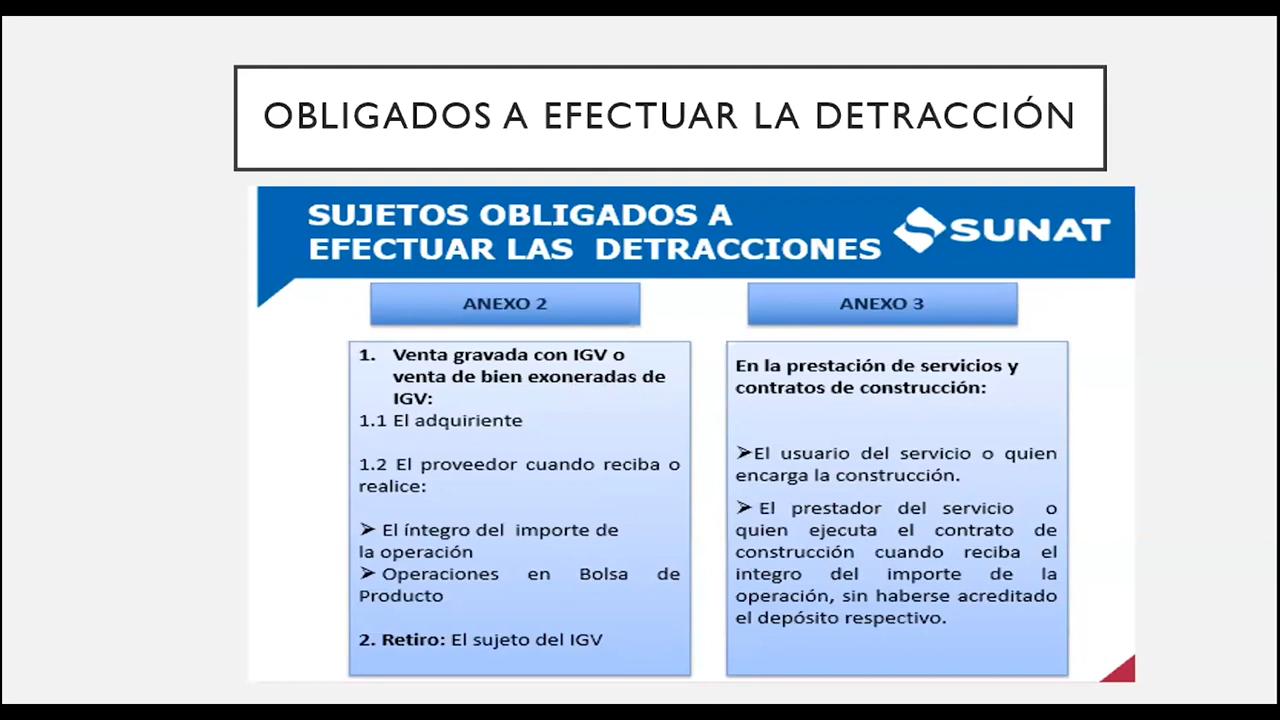 OBLIGADOS A EFECTUAR LA DETRACCIÓN
SUJETOS OBLIGADOS A
EFECTUAR LAS DETRACCIONES
SUNAT
ANEXO 2
1. Venta gravada con IGV o
venta de bien exoneradas de
IGV:
1.1 El adquiriente
1.2 El proveedor cuando reciba o
realice:
➢ El íntegro del importe de
la operación
➢ Operaciones en Bolsa de
Producto
2. Retiro: El sujeto del IGV
ANEXO 3
En la prestación de servicios y
contratos de construcción:
➢El usuario del servicio o quien
encarga la construcción.
➢ El prestador del servicio o
quien ejecuta el contrato de
construcción cuando reciba el
integro del importe de la
operación, sin haberse acreditado
el depósito respectivo.